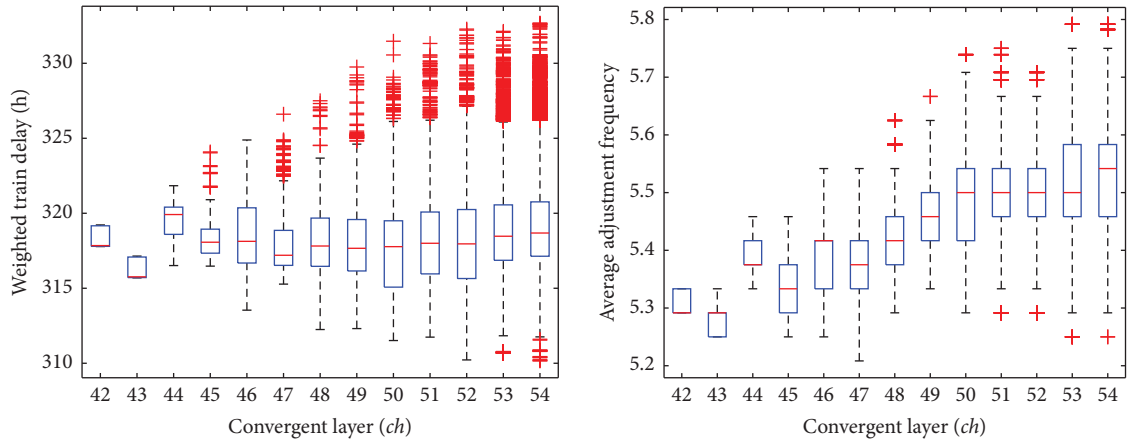 Weighted train delay (h)
330
325
320
315
310
42 43 44 45 46 47 48 49 50 51 52 53 54
Convergent layer (ch)
Average adjustment frequency
5.8
5.7
5.6
5.5
5.4
5.3
5.2
42 43 44 45 46 47 48 49 50 51 52 53 54
Convergent layer (ch)